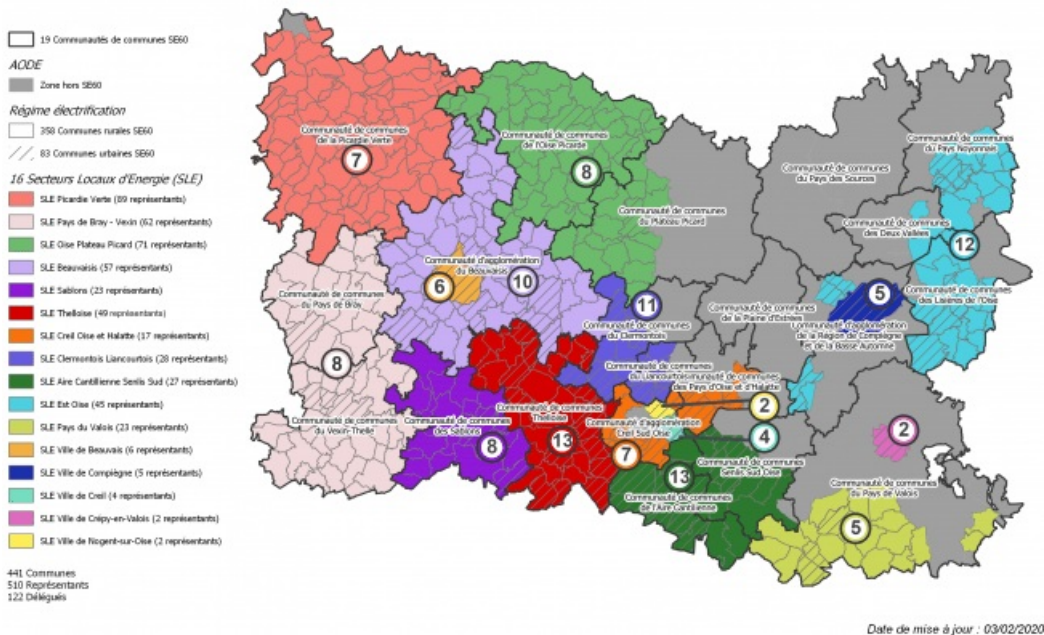 19 Communautés de communes SE60
AODE
Zone hors SE60
Régime électrification
358 Communes rurales SE60
83 Communes urbaines SE60
16 Secteurs Locaux d'Energie (SLE)
SLE Picardie Verte (89 représentants)
SLE Pays de Bray - Vexin (62 représentants)
SLE Oise Plateau Picard (71 représentants)
SLE Beauvaisis (57 représentants)
SLE Sablons (23 représentants)
SLE Thelloise (49 représentants)
SLE Creil Oise et Halatte (17 représentants)
SLE Clermontois Liancourtois (28 représentants)
SLE Aire Cantilienne Senlis Sud (27 représentants)
SLE Est Oise (45 représentants)
SLE Pays du Valois (23 représentants)
SLE Ville de Beauvais (6 représentants)
SLE Ville de Compiègne (5 représentants)
SLE Ville de Creil (4 représentants)
SLE Ville de Crépy-en-Valois (2 représentants)
SLE Ville de Nogent-sur-Oise (2 représentants)
441 Communes
510 Représentants
122 Délégués
Communauté de communes
de la Picardie Verte
7
Communauté de communes
de l'Oise Picarde
8
Communauté de communes
du Plateau Picard
Communauté de communes
du Pays des Sources
Communauté de communes
du Pays Noyonnais
Communauté de communes
des Deux Vallées
12
Communauté de communes
des Lisières de l'Oise
Communauté d'agglomération
du Beauvaisis
6
10
Communauté de communes
du Pays de Bray
8
Communauté de communes
du Vexin-Thelle
11
Communauté de communes
du Clermontois
Communauté de communes
de la Plaine d'Estrées
5
Communauté d'agglomération
de la Région de Compiègne
et de la Basse Automne
Communauté de communes
du Liancourtois
Communauté de communes
des Pays d'Oise et d'Halatte
2
Communauté de communes
des Sablons
8
Communauté de communes
Thelloise
13
Communauté d'agglomération
Creil Sud Oise
7
4
Communauté de communes
Senlis Sud Oise
13
Communauté de communes
de l'Aire Cantilienne
2
Communauté de communes
du Pays de Valois
5
Date de mise à jour : 03/02/2020